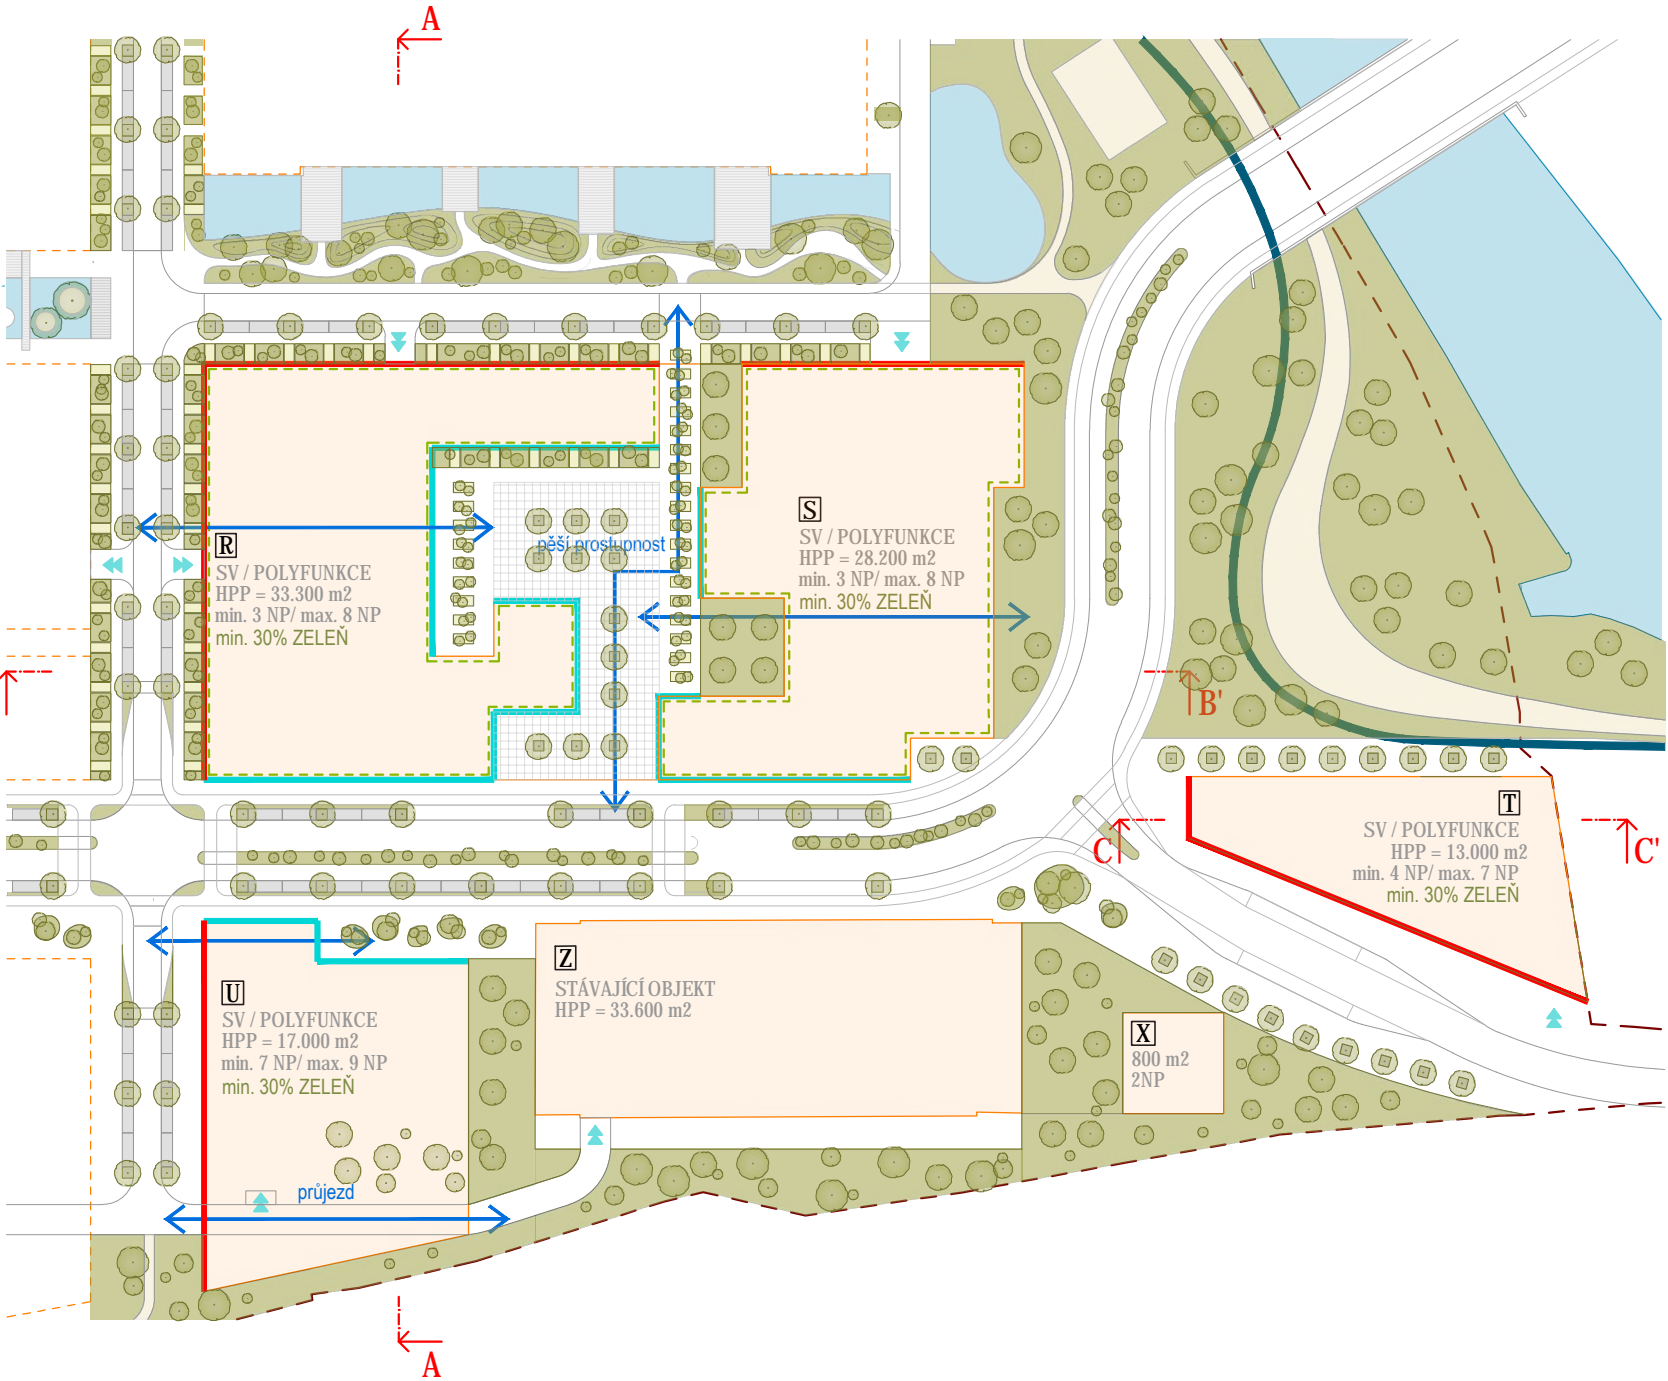 A
S
SV / POLYFUNKCE
HPP = 28.200 m2
min. 3 NP/ max. 8 NP
min. 30% ZELEŇ
pěší prostupnost
R
SV / POLYFUNKCE
HPP = 33.300 m2
min. 3 NP/ max. 8 NP
min. 30% ZELEŇ
B'
T
SV / POLYFUNKCE
HPP = 13.000 m2
min. 4 NP/ max. 7 NP
min. 30% ZELEŇ
C
C'
Z
STÁVAJÍCÍ OBJEKT
HPP = 33.600 m2
U
SV / POLYFUNKCE
HPP = 17.000 m2
min. 7 NP/ max. 9 NP
min. 30% ZELEŇ
X
800 m2
2NP
průjezd
A